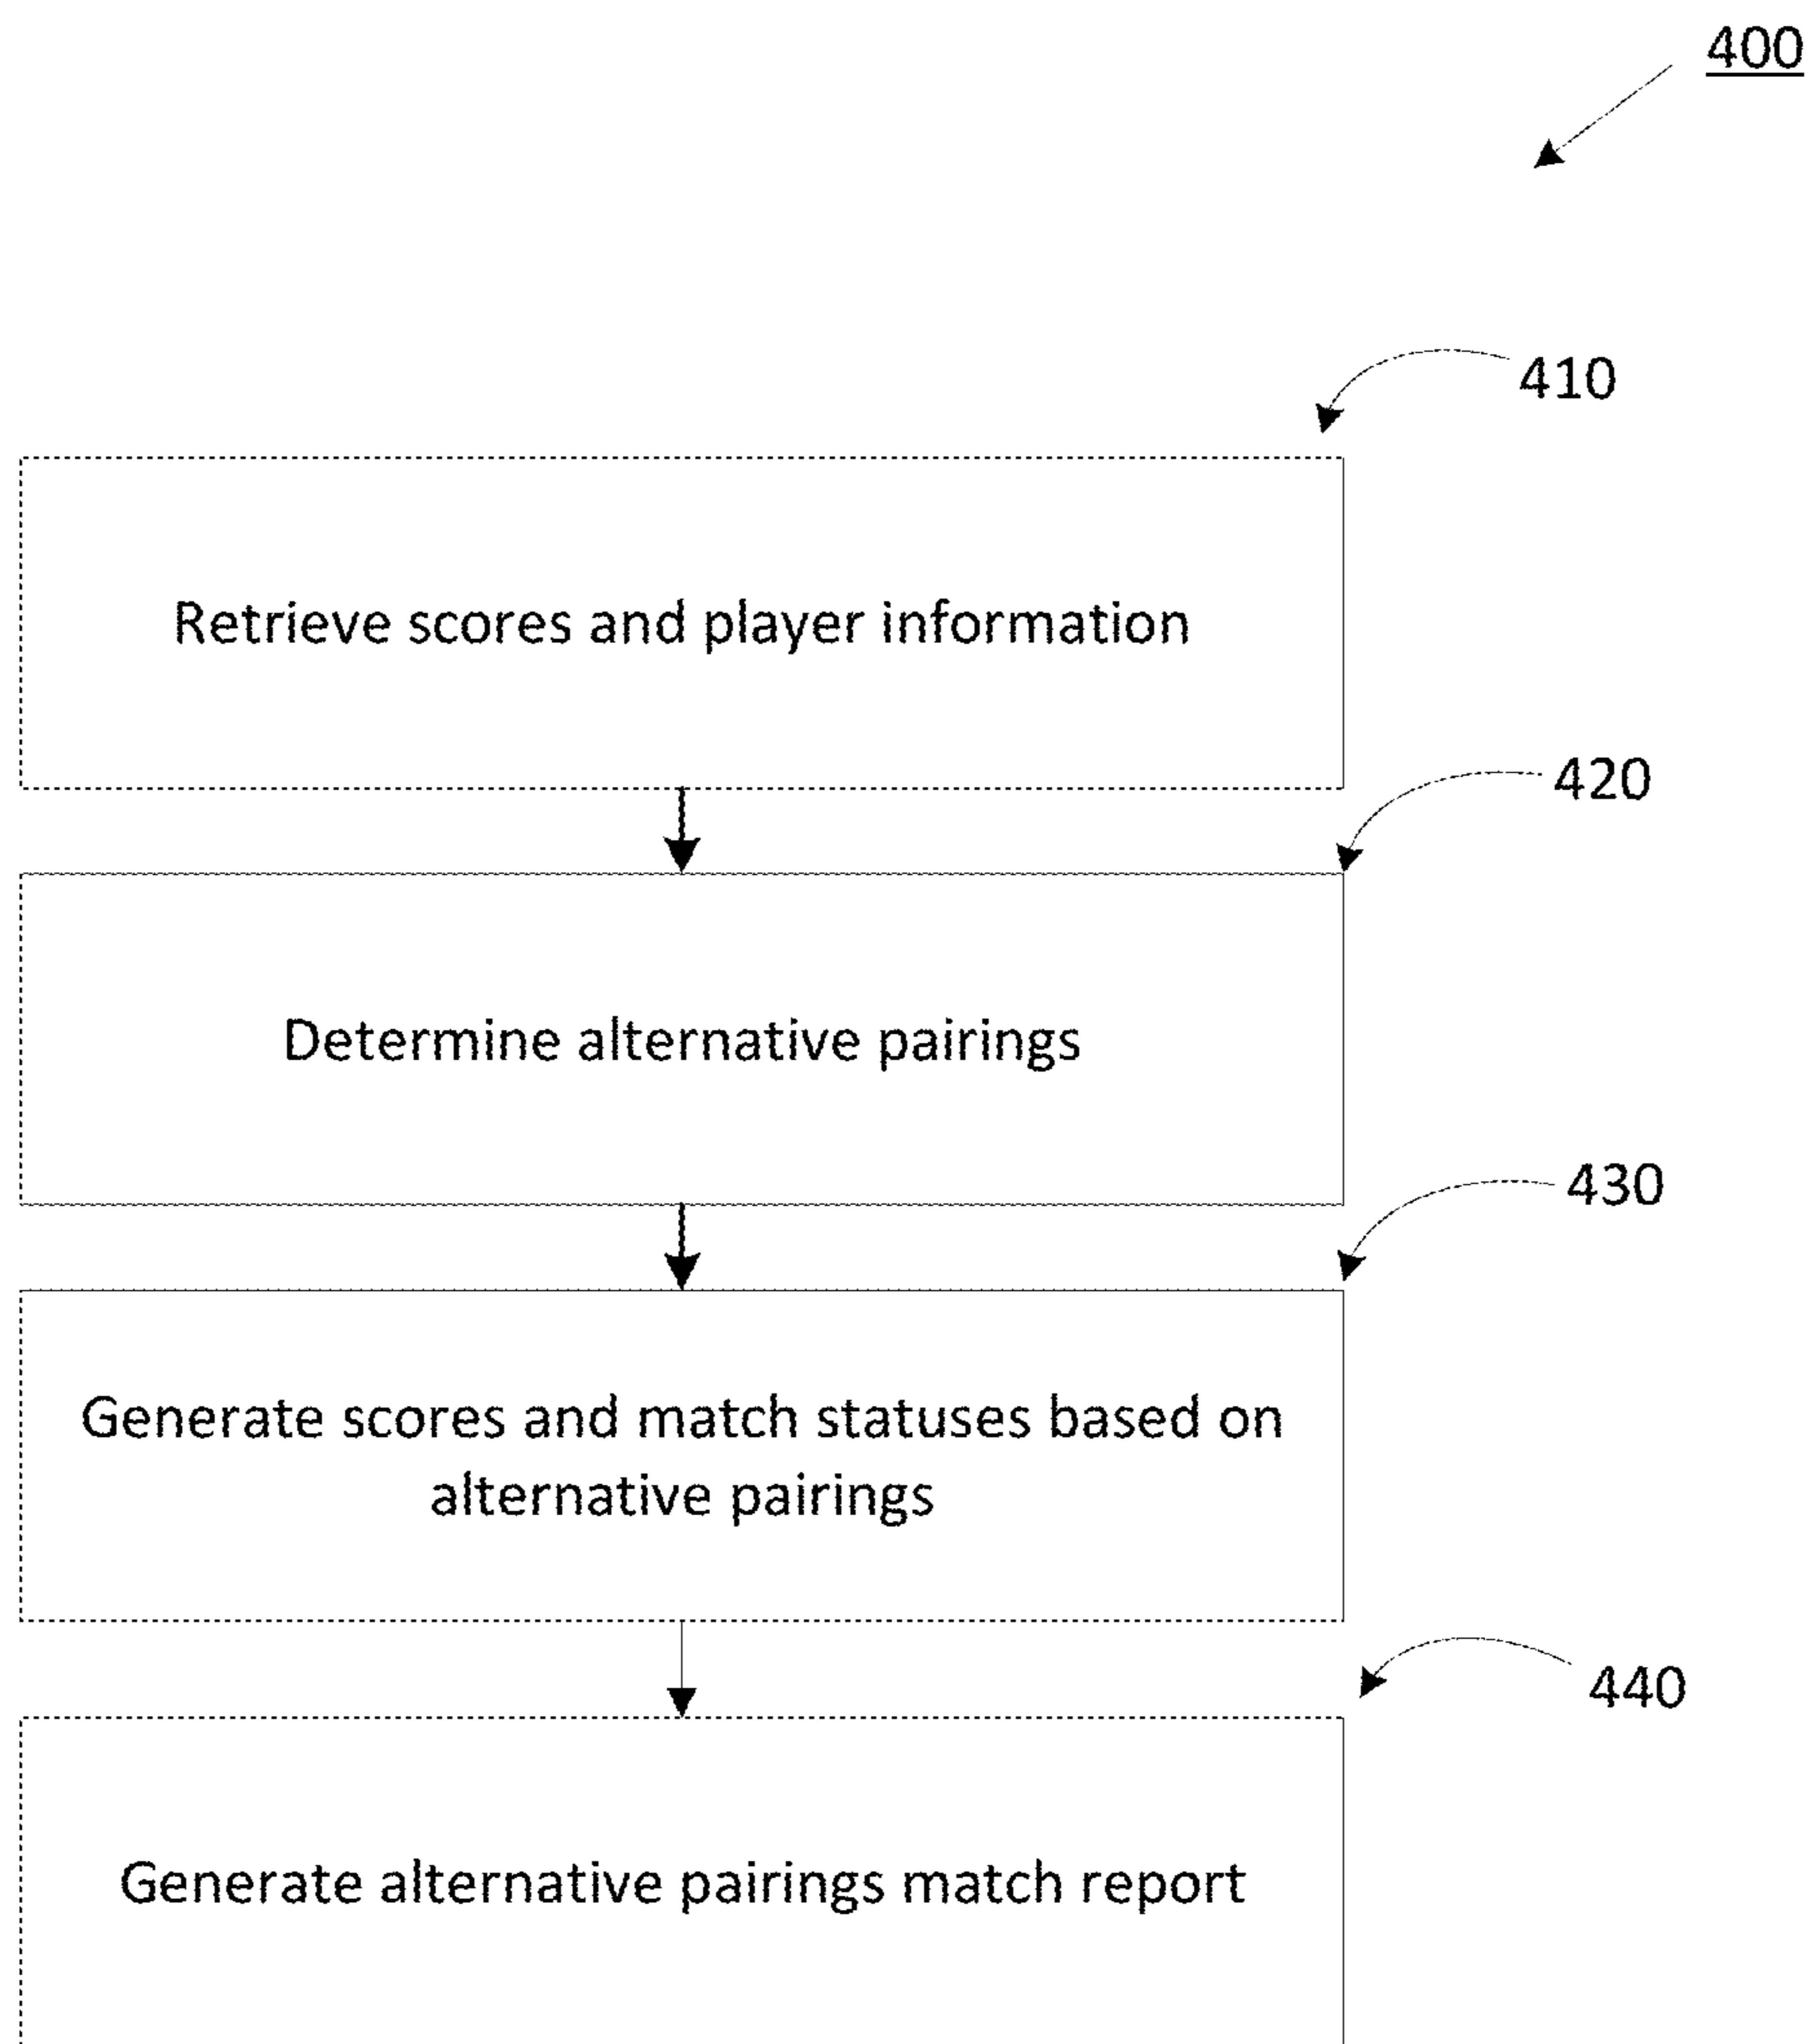 400
410
Retrieve scores and player information
420
Determine alternative pairings
430
Generate scores and match statuses based on
alternative pairings
440
Generate alternative pairings match report